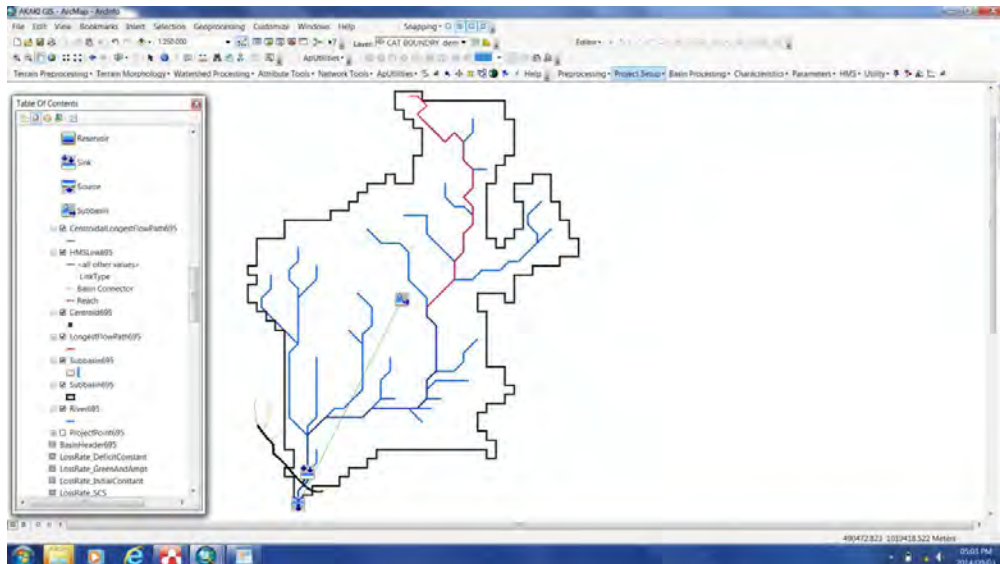 AKAKI GIS - ArcMap - ArcInfo
File Edit View Bookmarks Insert Selection Geoprocessing Customize Windows Help Snapping
1:250,000 Layer: CAT BOUNDRY dem Editor
ApUtilities
Terrain Preprocessing Terrain Morphology Watershed Processing Attribute Tools Network Tools ApUtilities Help Preprocessing Project Setup Basin Processing Characteristics Parameters HMS Utility
Table Of Contents
Reservoir
Sink
Source
Subbasin
CentroidalLongestFlowPath695
HMSLink695
<all other values>
LinkType
Basin Connector
Reach
Centroid695
LongestFlowPath695
Subbasin695
Subbasin695
River695
ProjectPoint695
BasinHeader695
LossRate_DeficitConstant
LossRate_GreenAndAmpt
LossRate_InitialConstant
LossRate_SCS
490472.823 1019418.522 Meters
05:03 PM